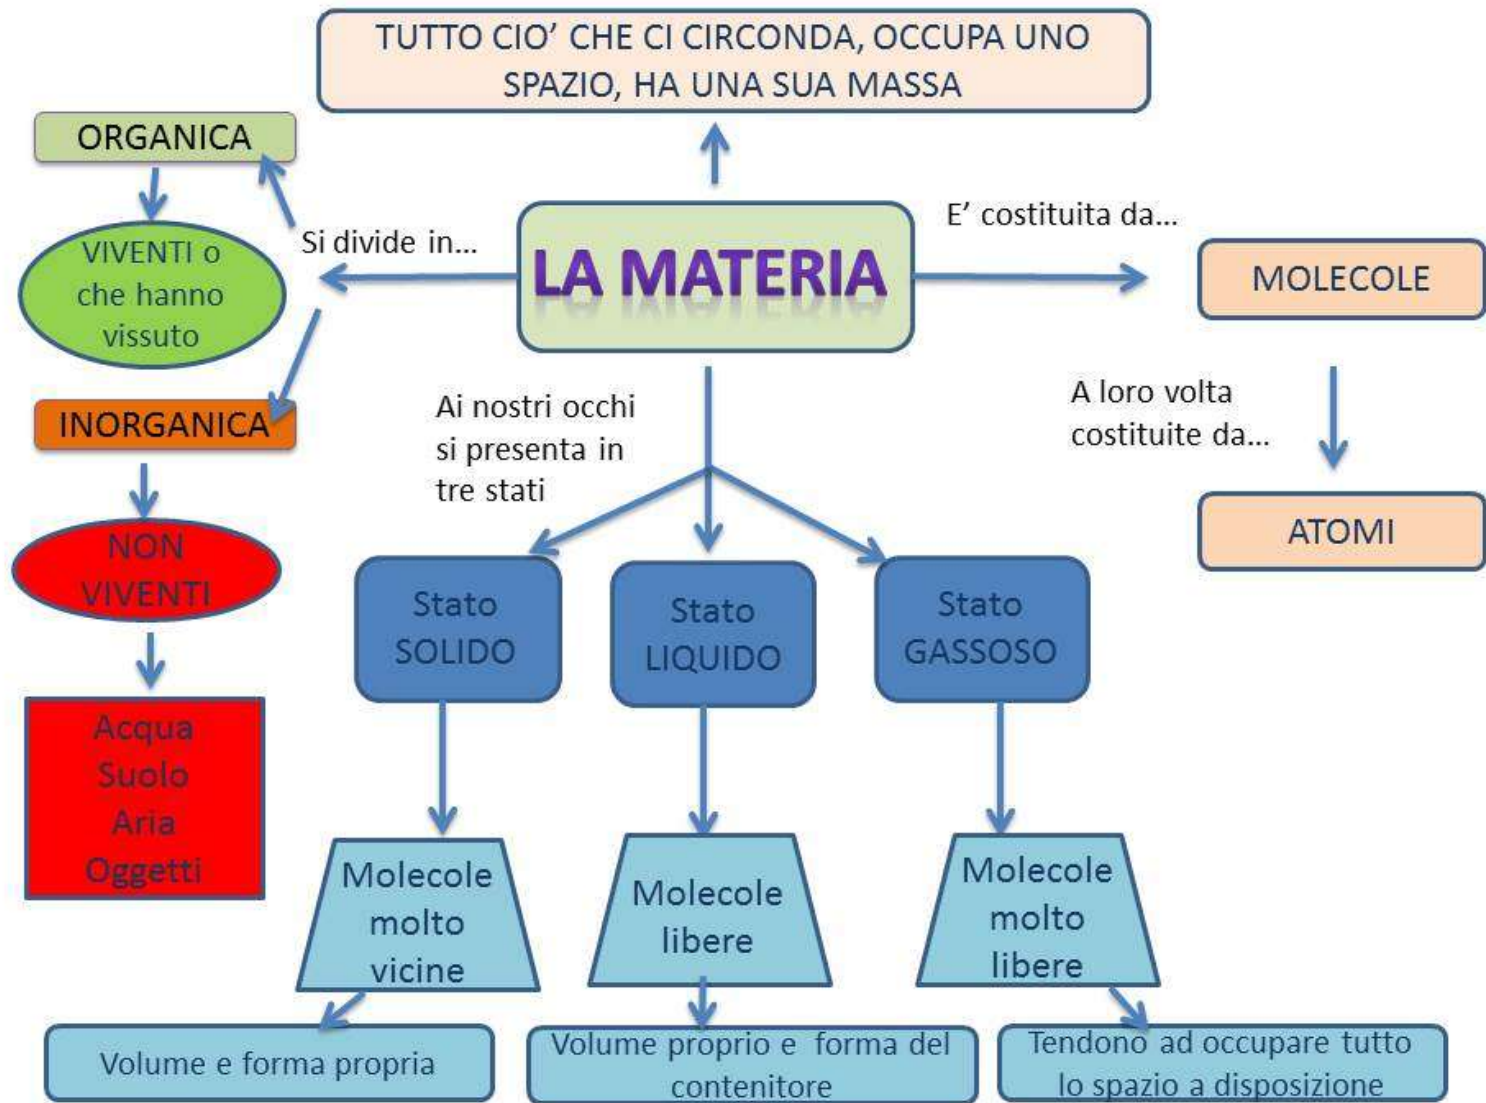 TUTTO CIO' CHE CI CIRCONDA, OCCUPA UNO
SPAZIO, HA UNA SUA MASSA
ORGANICA
VIVENTI o
che hanno
vissuto
Si divide in...
LA MATERIA
E' costituita da...
MOLECOLE
INORGANICA
Ai nostri occhi
si presenta in
tre stati
A loro volta
costituite da...
ATOMI
NON
VIVENTI
Stato
SOLIDO
Stato
LIQUIDO
Stato
GASSOSO
Acqua
Suolo
Aria
Oggetti
Molecole
molto
vicine
Molecole
libere
Molecole
molto
libere
Volume e forma propria
Volume proprio e forma del
contenitore
Tendono ad occupare tutto
lo spazio a disposizione